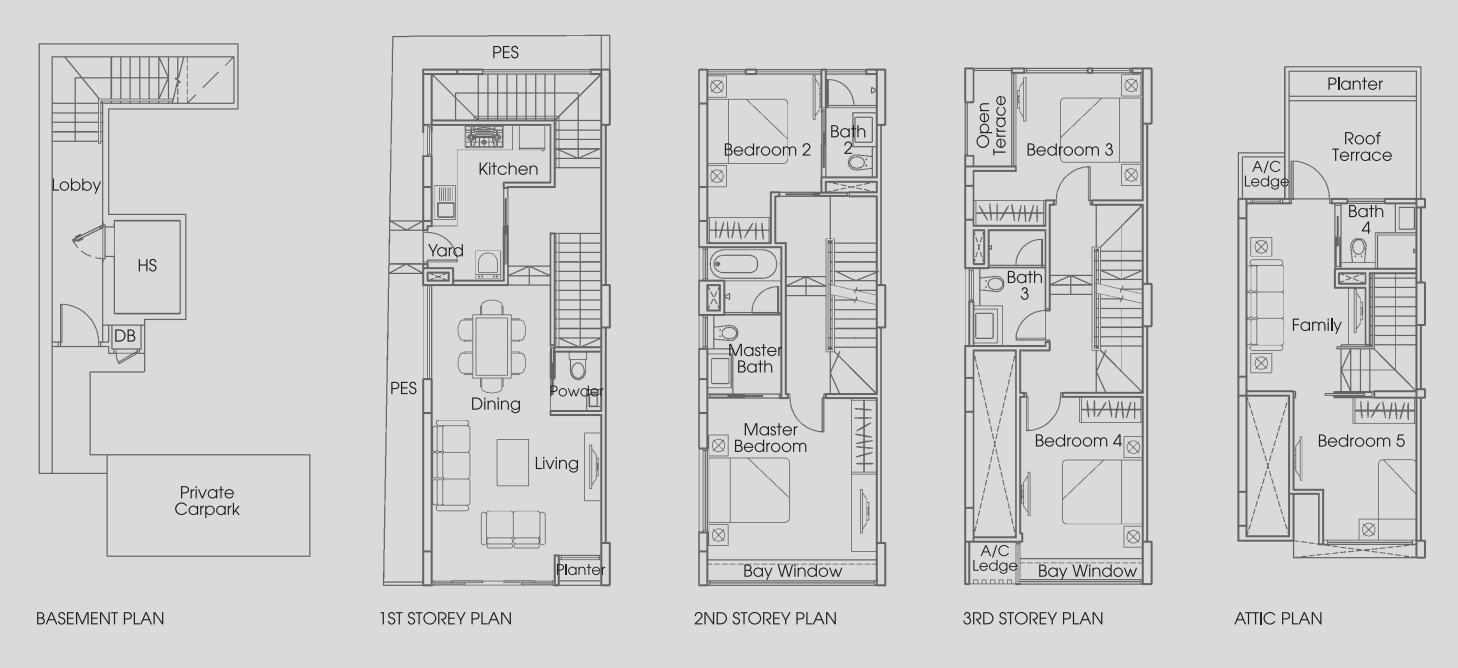 Lobby
HS
DB
Private
Carpark
BASEMENT PLAN
PES
Kitchen
Yard
PES
Dining
Powder
Living
Planter
1ST STOREY PLAN
Bedroom 2
Bath
2
Master
Bath
Master
Bedroom
Bay Window
2ND STOREY PLAN
Open
Terrace
Bedroom 3
Bath
3
Bedroom 4
A/C
Ledge
Bay Window
3RD STOREY PLAN
Planter
Roof
Terrace
A/C
Ledge
Bath
4
Family
Bedroom 5
ATTIC PLAN